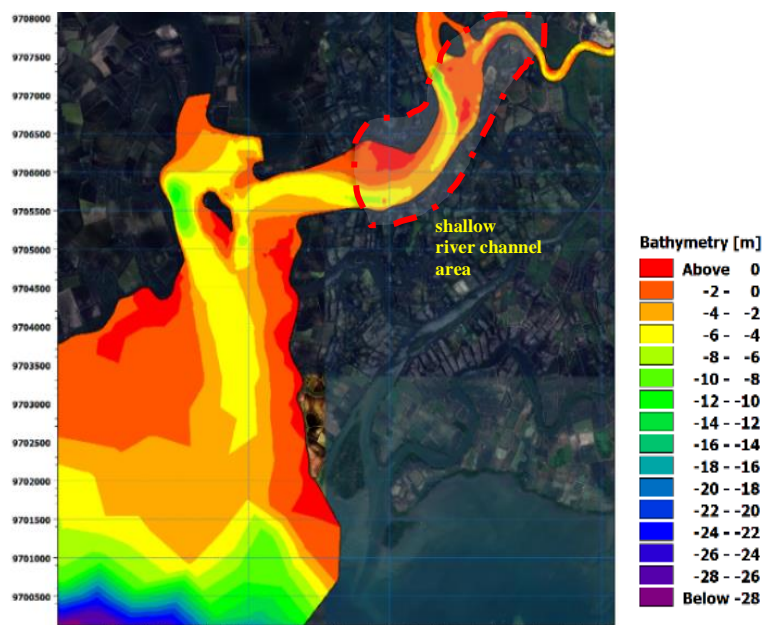 9708000
9707500
9707000
9706500
9706000
9705500
9705000
9704500
9704000
9703500
9703000
9702500
9702000
9701500
9701000
9700500
shallow
river channel
area
Bathymetry [m]
Above 0
-2 - 0
-4 - -2
-6 - -4
-8 - -6
-10 - -8
-12 - -10
-14 - -12
-16 - -14
-18 - -16
-20 - -18
-22 - -20
-24 - -22
-26 - -24
-28 - -26
Below -28